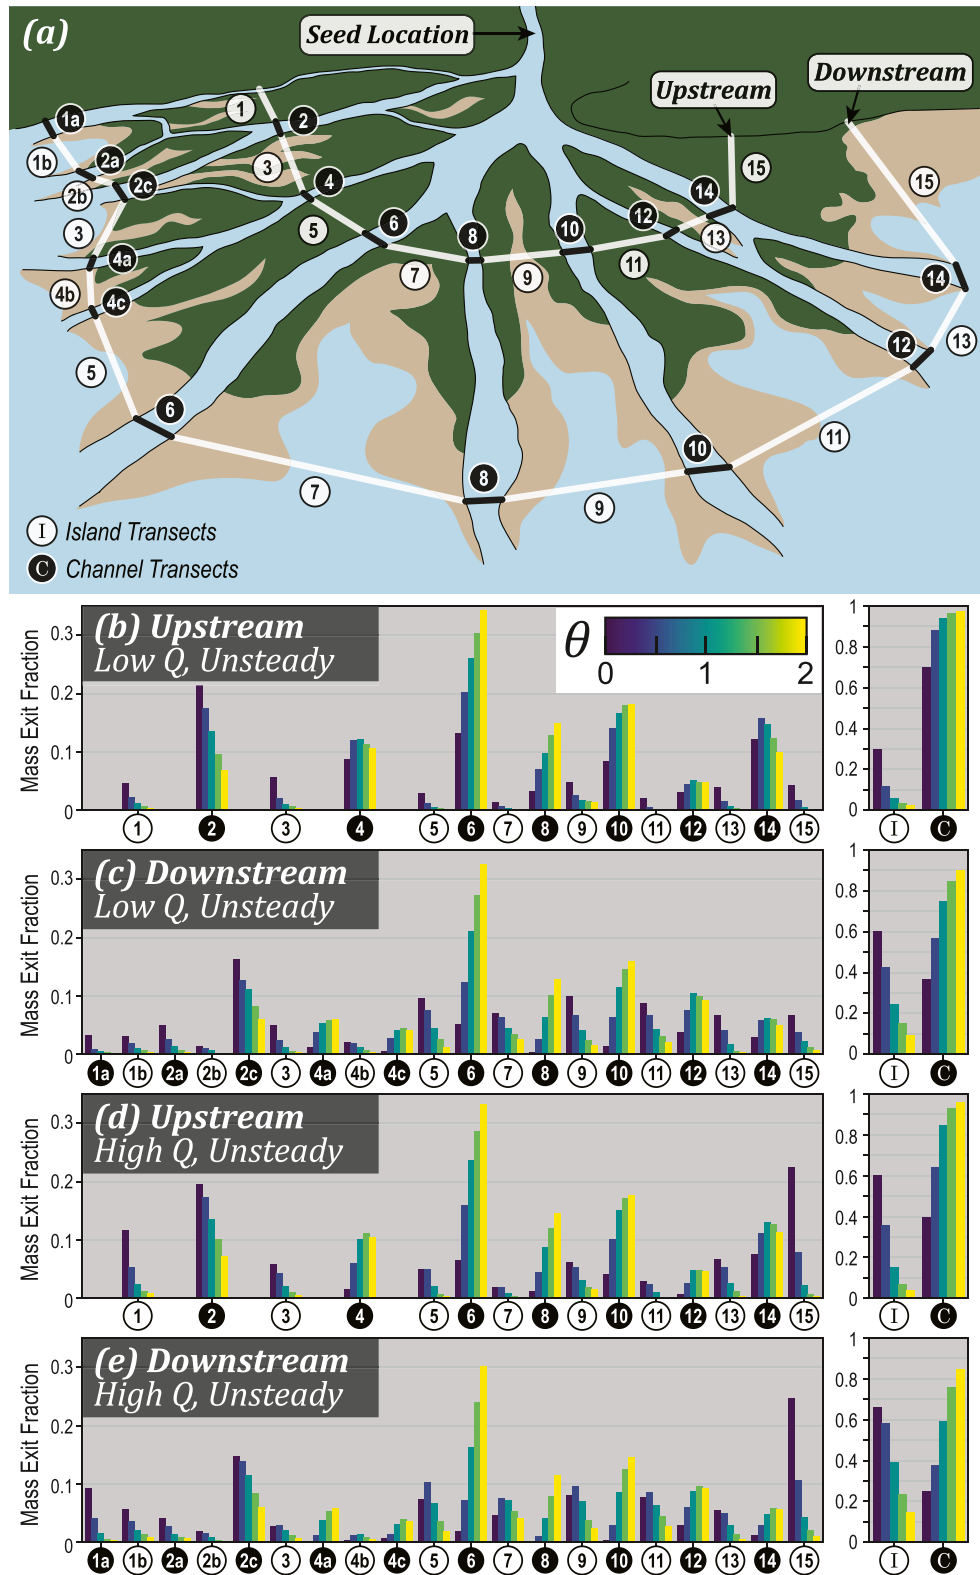 (a)
Seed Location
Upstream
Downstream
1a
1
2
1b
2a
3
15
15
2b
2c
4
14
3
5
6
12
13
4a
8
10
11
14
4b
4c
7
9
13
5
12
6
11
10
8
7
9
I Island Transects
C Channel Transects
(b) Upstream
Low Q, Unsteady
θ
0 1 2
Mass Exit Fraction
0.3
0.2
0.1
0
1 2 3 4 5 6 7 8 9 10 11 12 13 14 15
1
0.8
0.6
0.4
0.2
0
I C
(c) Downstream
Low Q, Unsteady
Mass Exit Fraction
0.3
0.2
0.1
0
1a 1b 2a 2b 2c 3 4a 4b 4c 5 6 7 8 9 10 11 12 13 14 15
1
0.8
0.6
0.4
0.2
0
I C
(d) Upstream
High Q, Unsteady
Mass Exit Fraction
0.3
0.2
0.1
0
1 2 3 4 5 6 7 8 9 10 11 12 13 14 15
1
0.8
0.6
0.4
0.2
0
I C
(e) Downstream
High Q, Unsteady
Mass Exit Fraction
0.3
0.2
0.1
0
1a 1b 2a 2b 2c 3 4a 4b 4c 5 6 7 8 9 10 11 12 13 14 15
1
0.8
0.6
0.4
0.2
0
I C